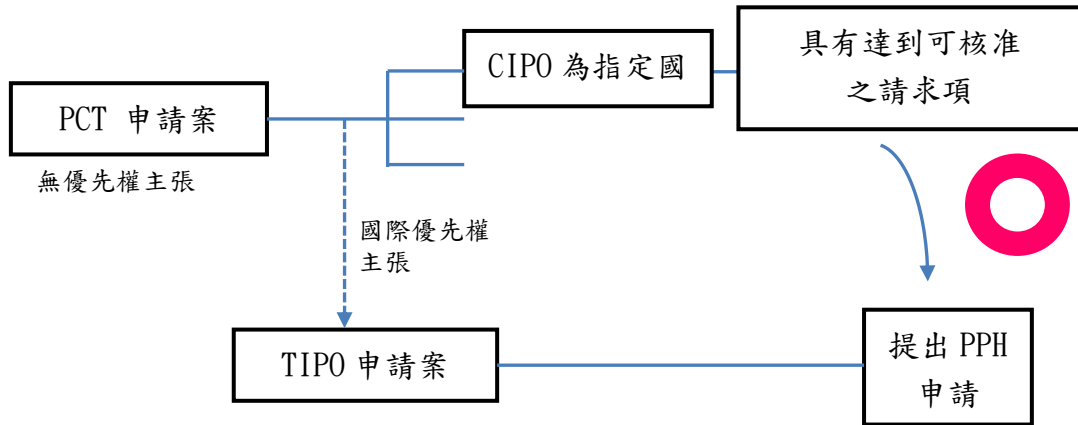 CIPO 為指定國
具有達到可核准
之請求項
PCT 申請案
無優先權主張
國際優先權
主張
TIPO 申請案
提出 PPH
申請